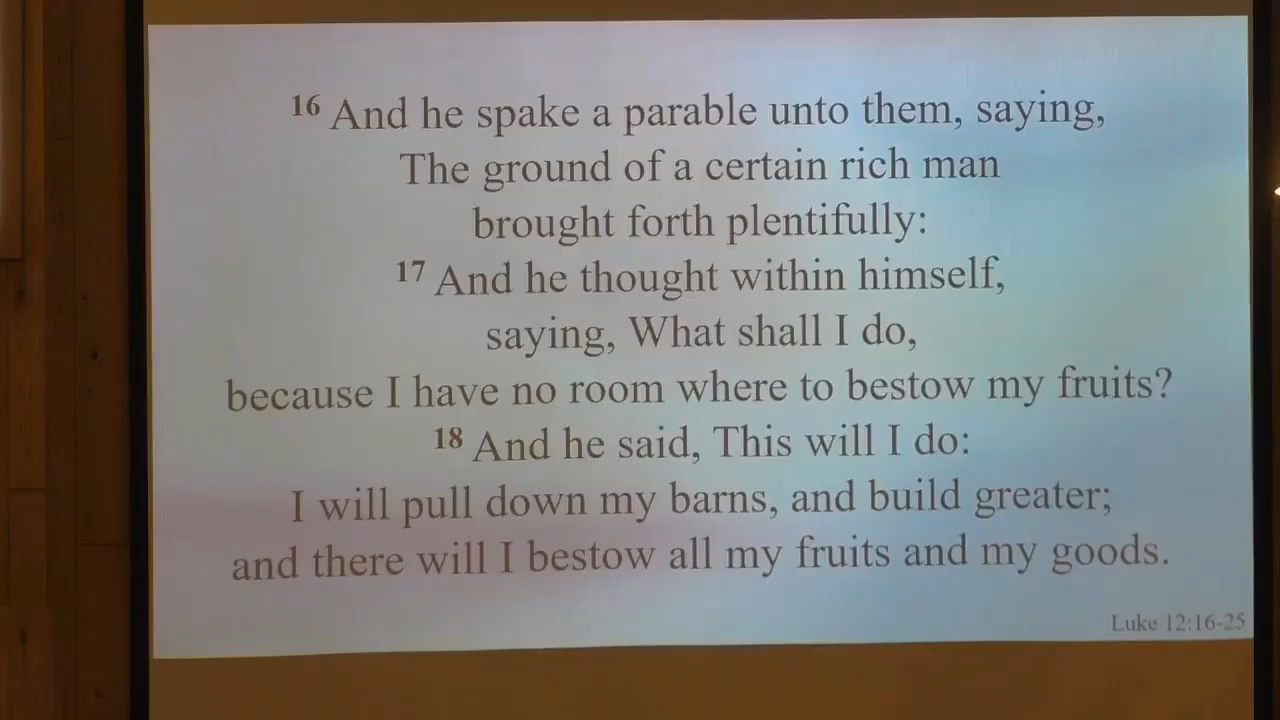 16 And he spake a parable unto them, saying,
The ground of a certain rich man
brought forth plentifully:
17 And he thought within himself,
saying, What shall I do,
because I have no room where to bestow my fruits?
18 And he said, This will I do:
I will pull down my barns, and build greater;
and there will I bestow all my fruits and my goods.
Luke 12:16-25